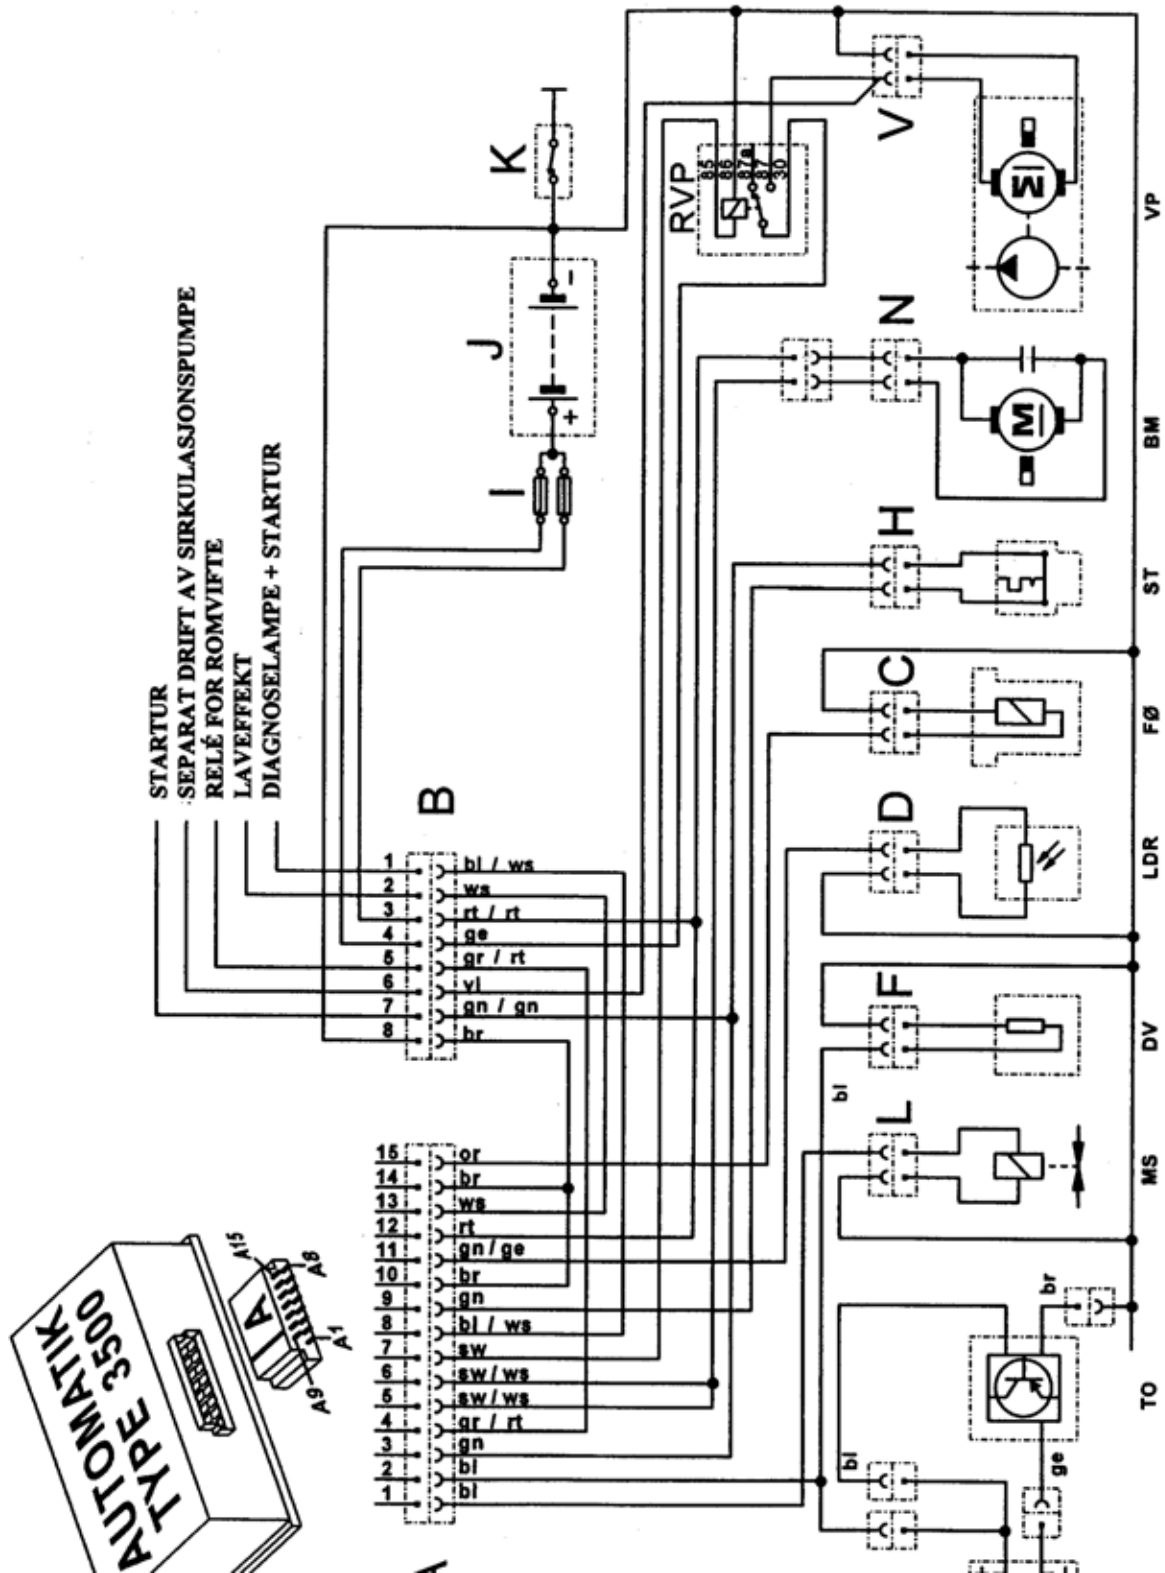 K
J
I
V
RVP
85
86
87a
87
30
VP
N
BM
H
ST
C
FØ
D
LDR
F
DV
bl
L
MS
STARTUR
SEPARAT DRIFT AV SIRKULASJONSPUMPE
RELÉ FOR ROMVIFTE
LAVEFFEKT
DIAGNOSELAMPE + STARTUR
B
1 bl / ws
2 ws
3 rt / rt
4 ge
5 gr / rt
6 vi
7 gn / gn
8 br
15 or
14 br
13 ws
12 rt
11 gn/ge
10 br
9 gn
8 bl / ws
7 sw
6 sw/ws
5 sw/ws
4 gr / rt
3 gn
2 bl
1 bl
AUTOMATIK
TYPE 3500
A
A15
A8
A1
A9
br
bl
ge
TO
+
-
M
M